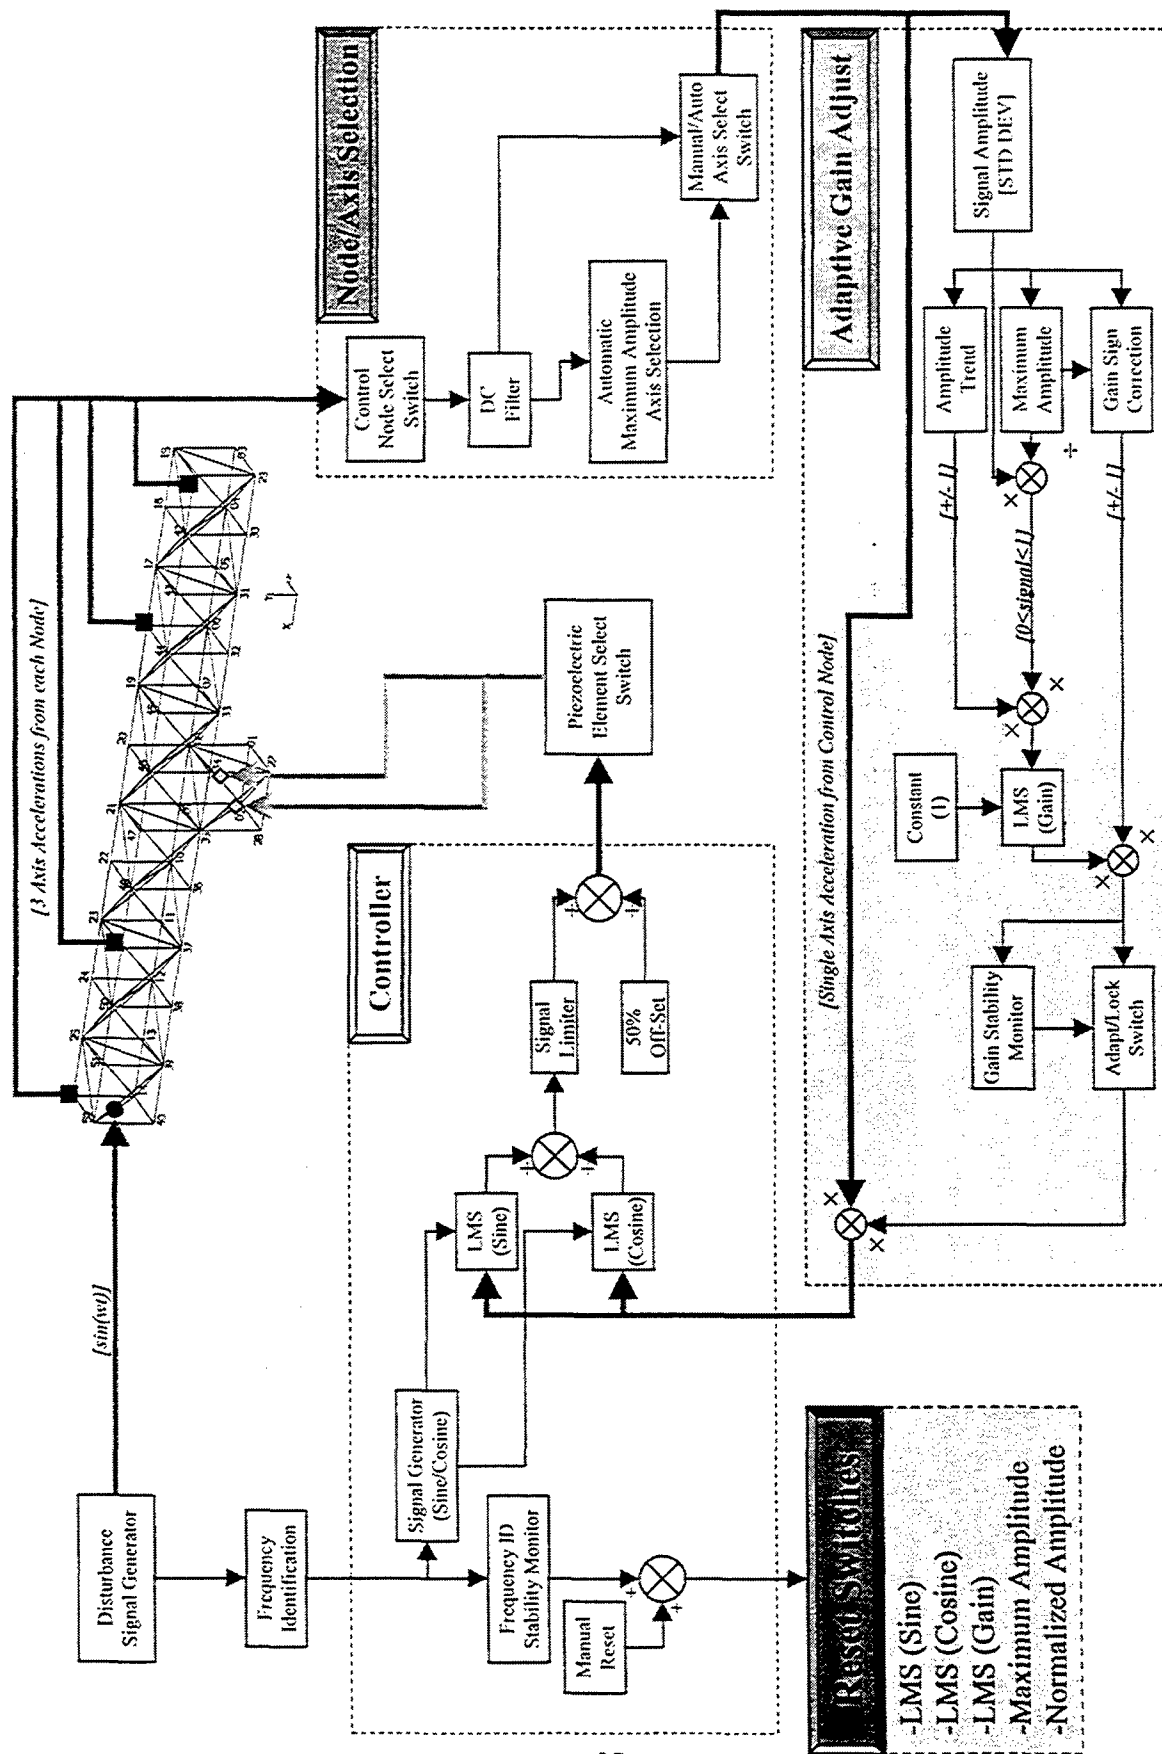 Disturbance
Signal Generator
[sin(wt)]
[3 Axis Accelerations from each Node]
Frequency
Identification
Node/Axis Selection
Control
Node Select
Switch
DC
Filter
Automatic
Maximum Amplitude
Axis Selection
Manual/Auto
Axis Select
Switch
Piezoelectric
Element Select
Switch
Controller
Signal Generator
(Sine/Cosine)
Frequency ID
Stability Monitor
Manual
Reset
+
+
LMS
(Sine)
LMS
(Cosine)
+
+
Signal
Limiter
50%
Off-Set
+
+
[Single Axis Acceleration from Control Node]
Adaptive Gain Adjust
Signal Amplitude
[STD DEV]
Amplitude
Trend
Maximum
Amplitude
Gain Sign
Correction
[+/- 1]
×
÷
[0<signal<1]
[+/- 1]
×
×
Constant
(1)
LMS
(Gain)
×
×
Gain Stability
Monitor
Adapt/Lock
Switch
×
×
Reset Switches
-LMS (Sine)
-LMS (Cosine)
-LMS (Gain)
-Maximum Amplitude
-Normalized Amplitude